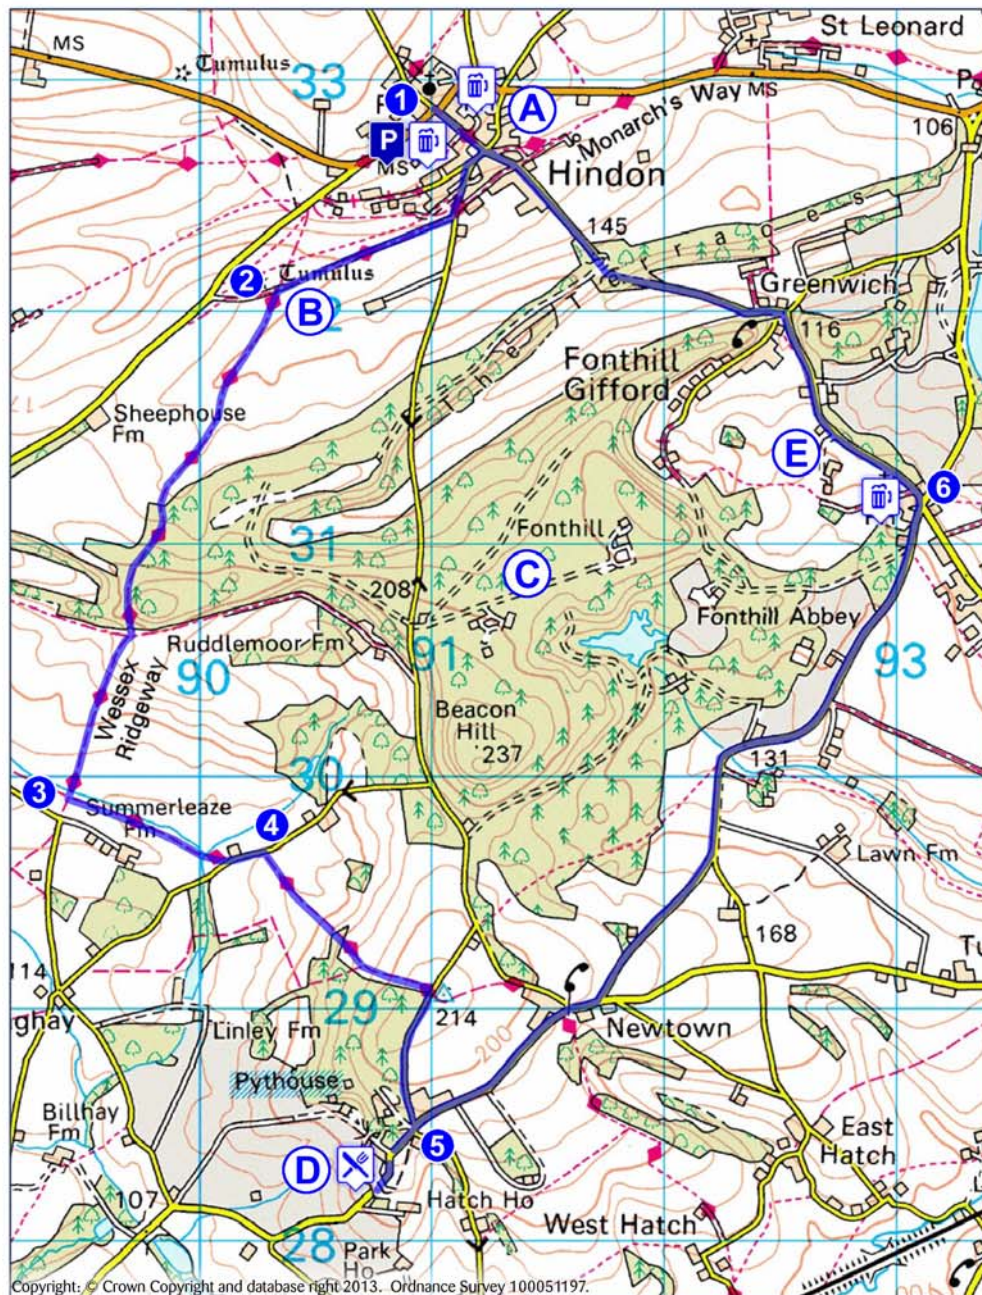 St Leonard
MS
Tumulus
33
1
A
Monarch's Way
MS
P
106
P
MS
Hindon
145
The Terraces
2
Tumulus
B
Greenwich
116
Fonthill
Gifford
Sheephouse
Fm
E
6
31
Fonthill
C
208
Fonthill Abbey
Ruddlemoor Fm
91
90
93
Wessex
Ridgeway
Beacon
Hill
237
131
30
3
Summerleaze
Fm
4
Lawn Fm
168
114
29
214
ghay
Linley Fm
200
Newtown
Pythouse
Billhay
Fm
5
East
Hatch
D
107
Hatch Ho
West Hatch
28
Park
Ho
Copyright: © Crown Copyright and database right 2013. Ordnance Survey 100051197.